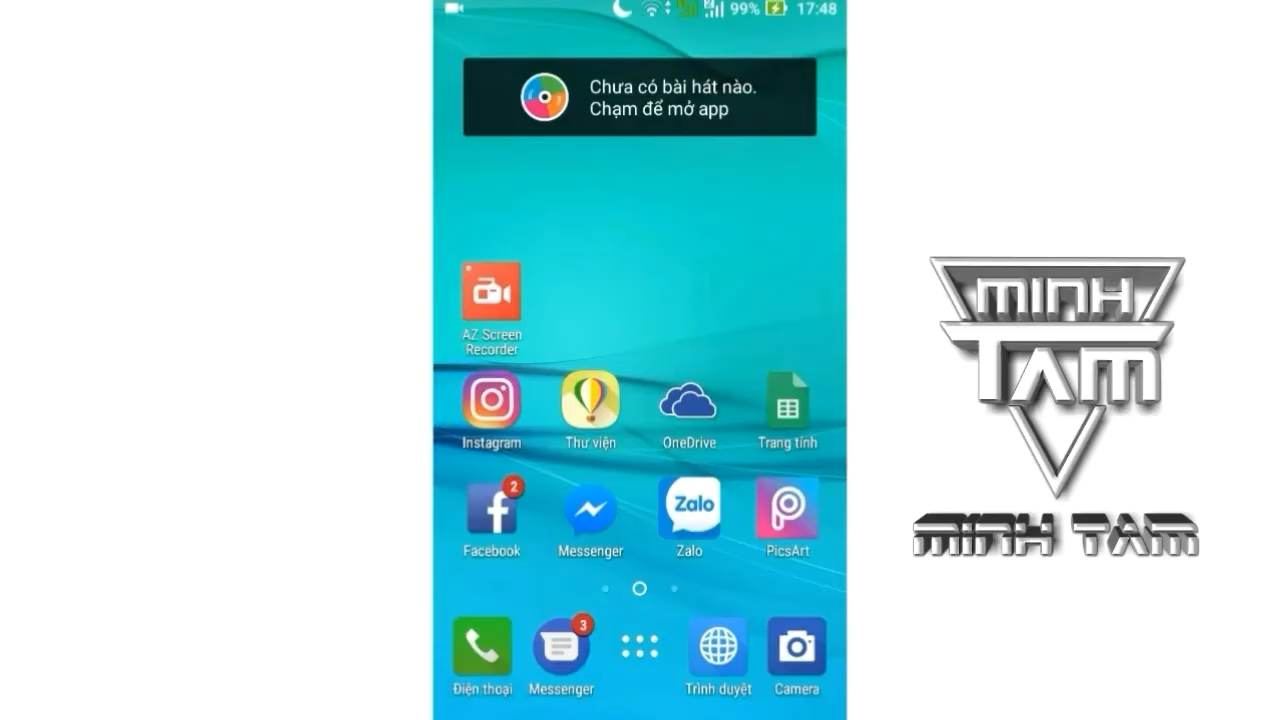 99% 17:48
Chưa có bài hát nào.
Chạm để mở app
AZ Screen
Recorder
Instagram
Thư viện
OneDrive
Trang tính
2
Zalo
Facebook
Messenger
Zalo
PicsArt
3
Điện thoại
Messenger
Trình duyệt
Camera
MINH
TAM
MINH TAM